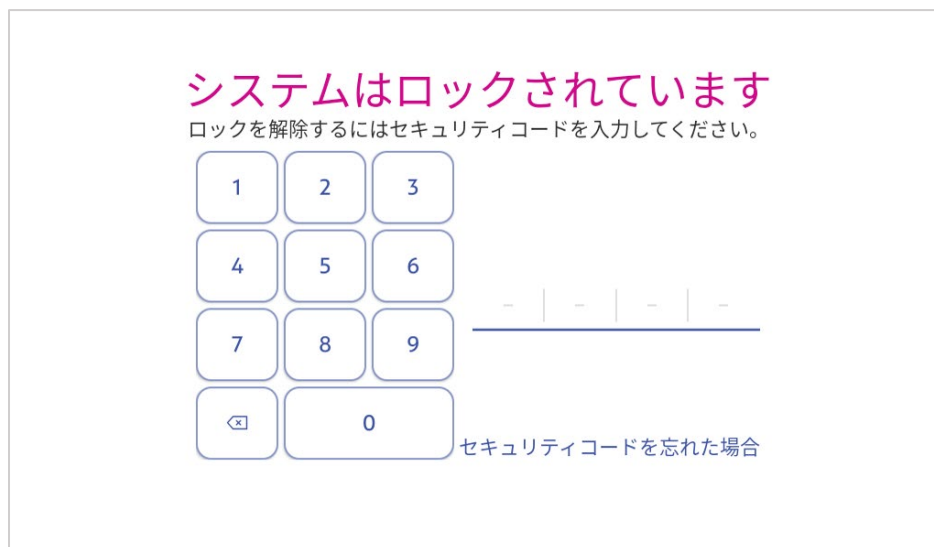 システムはロックされています
ロックを解除するにはセキュリティコードを入力してください。
1 2 3
4 5 6
- - - -
7 8 9
0
セキュリティコードを忘れた場合